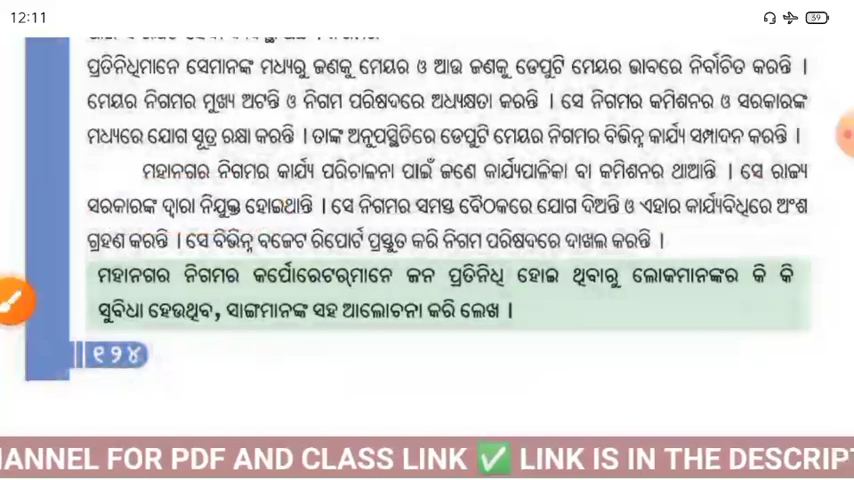 12:11
39
ପ୍ରତିନିଧିମାନେ ସେମାନଙ୍କ ମଧ୍ୟରୁ ଜଣକୁ ମେୟର ଓ ଆଉ ଜଣକୁ ଡେପୁଟି ମେୟର ଭାବରେ ନିର୍ବାଚିତ କରନ୍ତି ।
ମେୟର ନିଗମର ମୁଖ୍ୟ ଅଟନ୍ତି ଓ ନିଗମ ପରିଷଦରେ ଅଧ୍ୟକ୍ଷତା କରନ୍ତି । ସେ ନିଗମର କମିଶନର ଓ ସରକାରଙ୍କ
ମଧ୍ୟରେ ଯୋଗ ସୂତ୍ର ରକ୍ଷା କରନ୍ତି । ତାଙ୍କ ଅନୁପସ୍ଥିତିରେ ଡେପୁଟି ମେୟର ନିଗମର ବିଭିନ୍ନ କାର୍ଯ୍ୟ ସମ୍ପାଦନ କରନ୍ତି ।
ମହାନଗର ନିଗମର କାର୍ଯ୍ୟ ପରିଚାଳନା ପାଇଁ ଜଣେ କାର୍ଯ୍ୟପାଳିକା ବା କମିଶନର ଥାଆନ୍ତି । ସେ ରାଜ୍ୟ
ସରକାରଙ୍କ ଦ୍ୱାରା ନିଯୁକ୍ତ ହୋଇଥାନ୍ତି । ସେ ନିଗମର ସମସ୍ତ ବୈଠକରେ ଯୋଗ ଦିଅନ୍ତି ଓ ଏହାର କାର୍ଯ୍ୟବିଧିରେ ଅଂଶ
ଗ୍ରହଣ କରନ୍ତି । ସେ ବିଭିନ୍ନ ବଜେଟ ରିପୋର୍ଟ ପ୍ରସ୍ତୁତ କରି ନିଗମ ପରିଷଦରେ ଦାଖଲ କରନ୍ତି ।
ମହାନଗର ନିଗମର କର୍ପୋରେଟର୍‌ମାନେ ଜନ ପ୍ରତିନିଧି ହୋଇ ଥିବାରୁ ଲୋକମାନଙ୍କର କି କି
ସୁବିଧା ହେଉଥିବ, ସାଙ୍ଗମାନଙ୍କ ସହ ଆଲୋଚନା କରି ଲେଖ ।
୧୨୪
HANNEL FOR PDF AND CLASS LINK ✅ LINK IS IN THE DESCRIPT